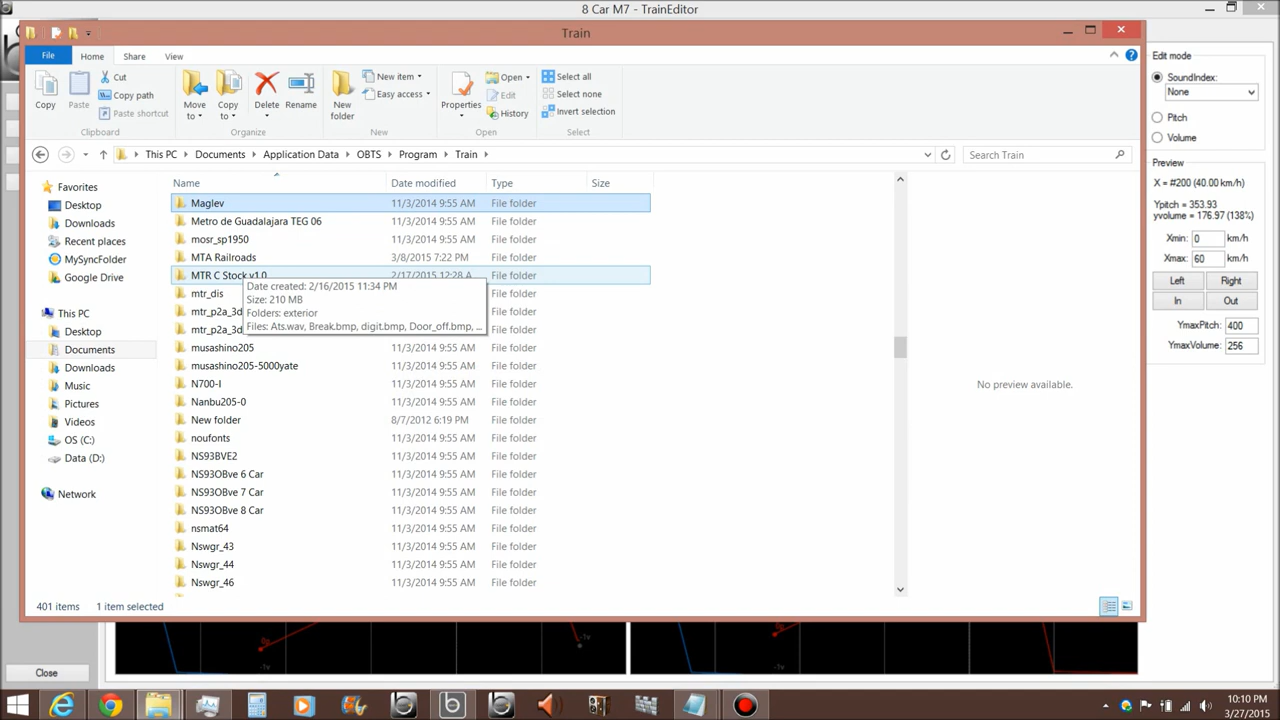 8 Car M7 - TrainEditor
Train
File Home Share View
Copy
Paste
Cut
Copy path
Paste shortcut
Clipboard
Move to
Copy to
Delete
Rename
Organize
New folder
New item
Easy access
New
Properties
Open
Edit
History
Open
Select all
Select none
Invert selection
Select
This PC Documents Application Data OBTS Program Train
Search Train
Favorites
Desktop
Downloads
Recent places
MySyncFolder
Google Drive
This PC
Desktop
Documents
Downloads
Music
Pictures
Videos
OS (C:)
Data (D:)
Network
Name Date modified Type Size
Maglev 11/3/2014 9:55 AM File folder
Metro de Guadalajara TEG 06 11/3/2014 9:55 AM File folder
mosr_sp1950 11/3/2014 9:55 AM File folder
MTA Railroads 3/8/2015 7:22 PM File folder
MTR C Stock v1.0 2/17/2015 12:28 A... File folder
mtr_dis File folder
mtr_p2a_3d File folder
mtr_p2a_3d File folder
Date created: 2/16/2015 11:34 PM
Size: 210 MB
Folders: exterior
Files: Ats.wav, Break.bmp, digit.bmp, Door_off.bmp, ...
musashino205 11/3/2014 9:55 AM File folder
musashino205-5000yate 11/3/2014 9:55 AM File folder
N700-I 11/3/2014 9:55 AM File folder
Nanbu205-0 11/3/2014 9:55 AM File folder
New folder 8/7/2012 6:19 PM File folder
noufonts 11/3/2014 9:55 AM File folder
NS93BVE2 11/3/2014 9:55 AM File folder
NS93OBve 6 Car 11/3/2014 9:55 AM File folder
NS93OBve 7 Car 11/3/2014 9:55 AM File folder
NS93OBve 8 Car 11/3/2014 9:55 AM File folder
nsmat64 11/3/2014 9:55 AM File folder
Nswgr_43 11/3/2014 9:55 AM File folder
Nswgr_44 11/3/2014 9:55 AM File folder
Nswgr_46 11/3/2014 9:55 AM File folder
No preview available.
401 items 1 item selected
Edit mode
SoundIndex:
None
Pitch
Volume
Preview
X = #200 (40.00 km/h)
Ypitch = 353.93
yvolume = 176.97 (138%)
Xmin: 0 km/h
Xmax: 60 km/h
Left Right
In Out
YmaxPitch: 400
YmaxVolume: 256
Close
10:10 PM
3/27/2015